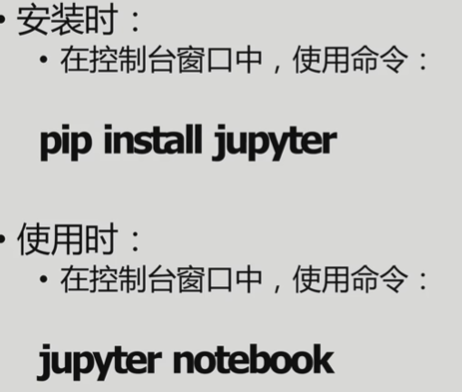 • 安装时：
• 在控制台窗口中，使用命令：
pip install jupyter
• 使用时：
• 在控制台窗口中，使用命令：
jupyter notebook